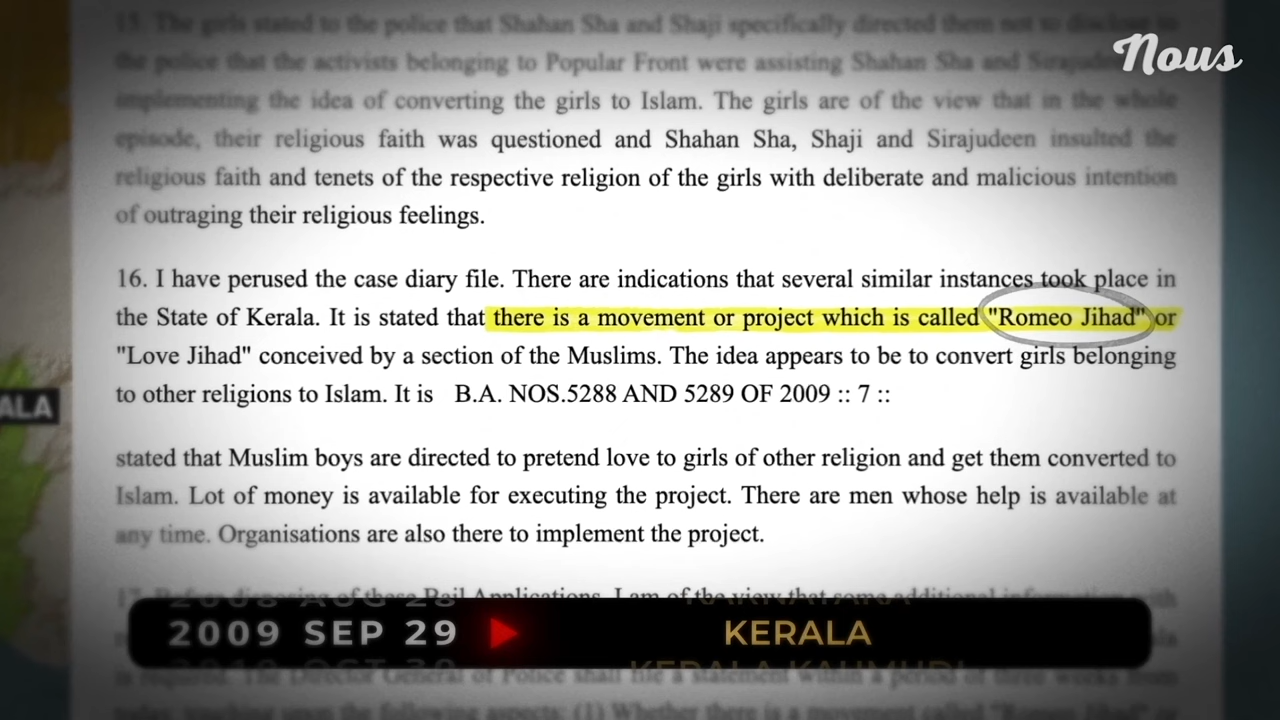 Nous
15. The girls stated to the police that Shahan Sha and Shaji specifically directed them not to disclose to
the police that the activists belonging to Popular Front were assisting Shahan Sha and
implementing the idea of converting the girls to Islam. The girls are of the view that in the whole
episode, their religious faith was questioned and Shahan Sha, Shaji and Sirajudeen insulted the
religious faith and tenets of the respective religion of the girls with deliberate and malicious intention
of outraging their religious feelings.
16. I have perused the case diary file. There are indications that several similar instances took place in
the State of Kerala. It is stated that there is a movement or project which is called "Romeo Jihad" or
"Love Jihad" conceived by a section of the Muslims. The idea appears to be to convert girls belonging
to other religions to Islam. It is B.A. NOS.5288 AND 5289 OF 2009 :: 7 ::
stated that Muslim boys are directed to pretend love to girls of other religion and get them converted to
Islam. Lot of money is available for executing the project. There are men whose help is available at
any time. Organisations are also there to implement the project.
ALA
2009 SEP 29
KERALA